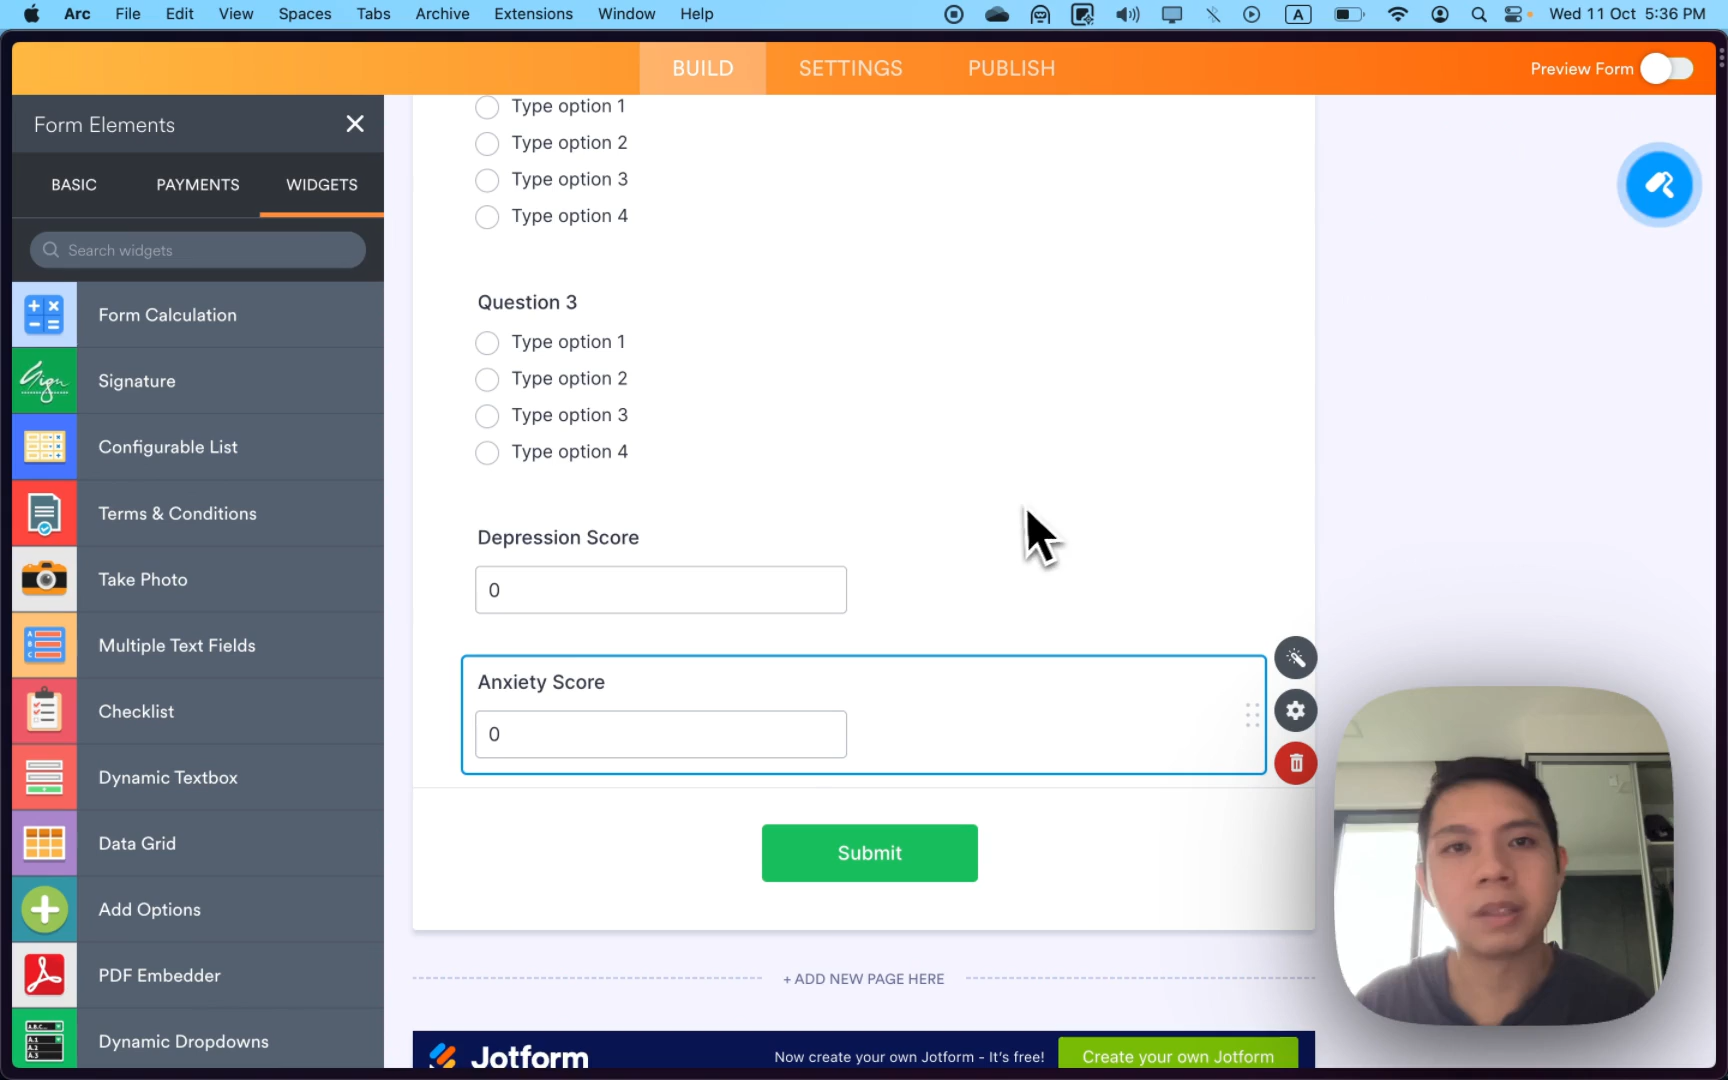 Arc File Edit View Spaces Tabs Archive Extensions Window Help A Wed 11 Oct 5:36 PM
BUILD SETTINGS PUBLISH Preview Form
Form Elements
BASIC PAYMENTS WIDGETS
Search widgets
Form Calculation
Sign
Signature
Configurable List
Terms & Conditions
Take Photo
Multiple Text Fields
Checklist
Dynamic Textbox
Data Grid
Add Options
PDF Embedder
Dynamic Dropdowns
Type option 1
Type option 2
Type option 3
Type option 4
Question 3
Type option 1
Type option 2
Type option 3
Type option 4
Depression Score
0
Anxiety Score
0
Submit
+ ADD NEW PAGE HERE
Jotform Now create your own Jotform - It's free! Create your own Jotform